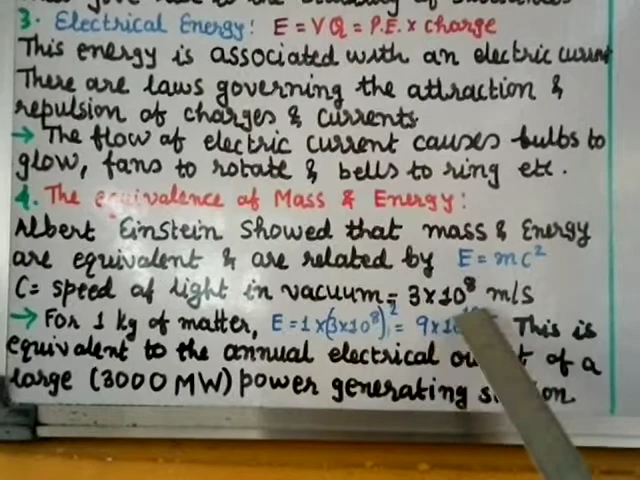 3. Electrical Energy: E = VQ = P.E. x charge
This energy is associated with an electric current
There are laws governing the attraction &
repulsion of charges & currents.
→ The flow of electric current causes bulbs to
glow, fans to rotate & bells to ring etc.
4. The equivalence of Mass & Energy:
Albert Einstein showed that mass & Energy
are equivalent & are related by E = mc²
C = speed of light in vacuum = 3x10⁸ m/s
→ For 1 kg of matter, E = 1 x (3x10⁸)² = 9x10 This is
equivalent to the annual electrical of a
large (3000 MW) power generating